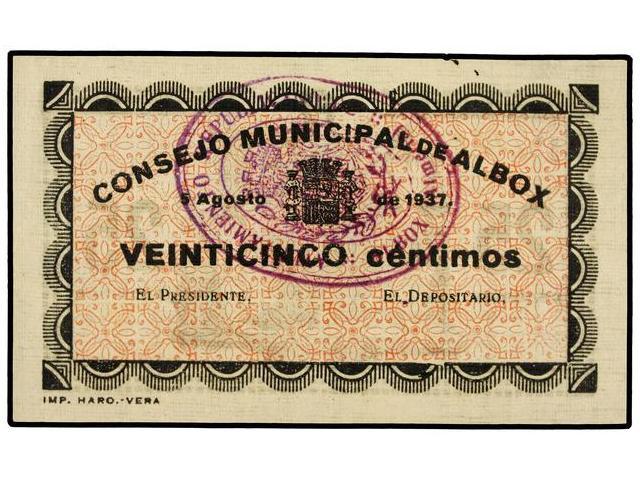 CONSEJO MUNICIPAL DE ALBOX
5 Agosto de 1937.
VEINTICINCO céntimos
EL PRESIDENTE,
EL DEPOSITARIO,
IMP. HARO.-VERA